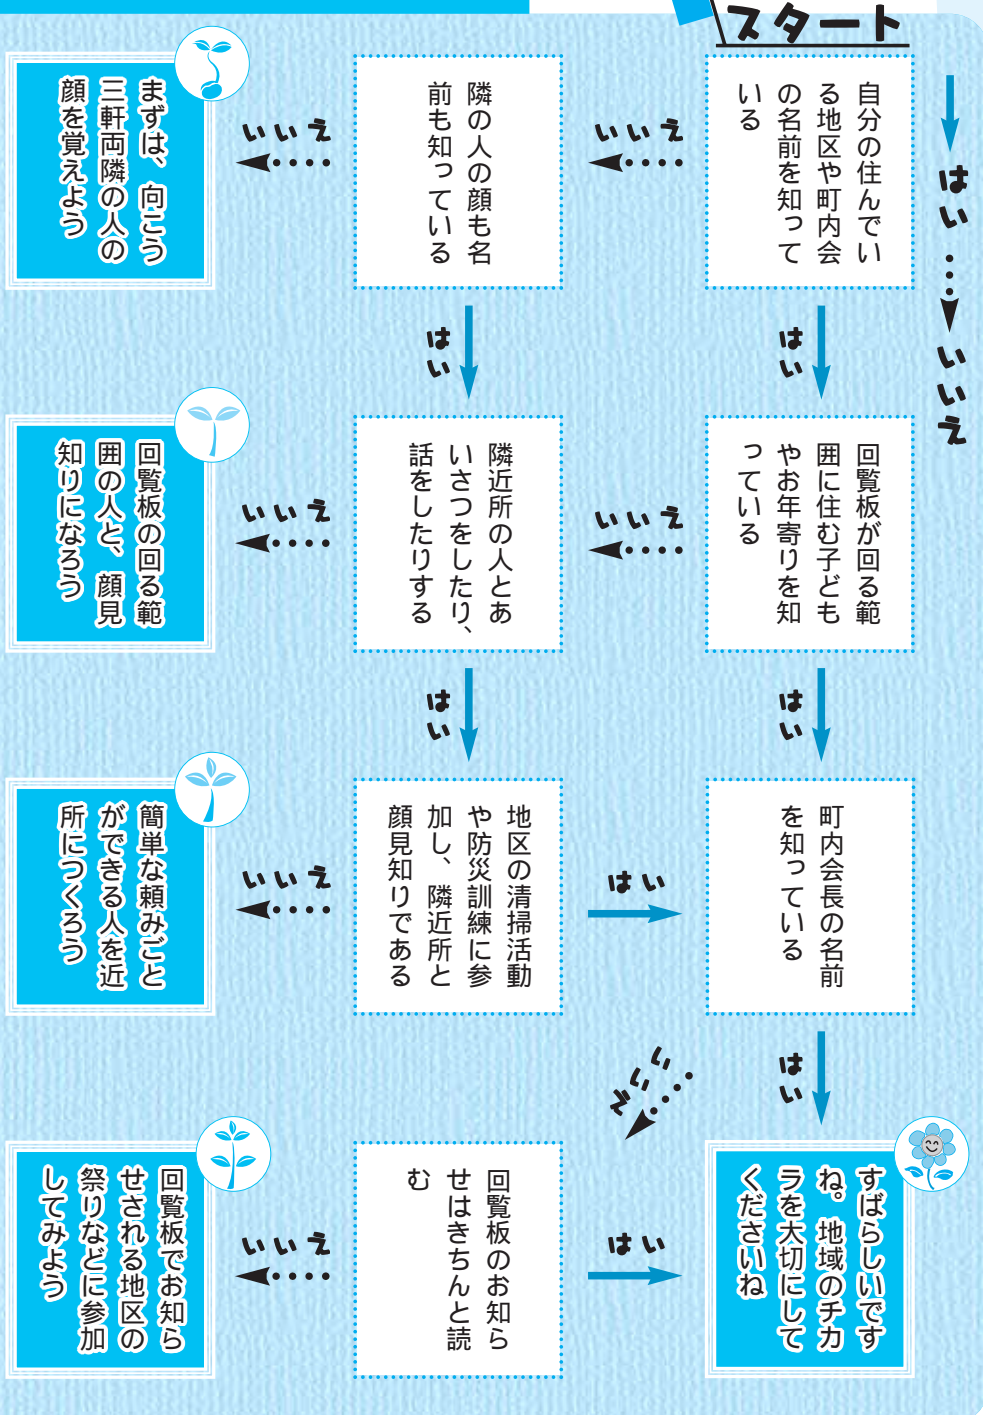 スタート
はい
いいえ
自分の住んでい
る地区や町内会
の名前を知って
いる
いいえ
はい
隣の人の顔も名
前も知っている
いいえ
はい
まずは、向こう
三軒両隣の人の
顔を覚えよう
回覧板が回る範
囲に住む子ども
やお年寄りを知
っている
いいえ
はい
隣近所の人とあ
いさつをしたり、
話をしたりする
いいえ
はい
回覧板の回る範
囲の人と、顔見
知りになろう
町内会長の名前
を知っている
はい
いいえ
はい
地区の清掃活動
や防災訓練に参
加し、隣近所と
顔見知りである
いいえ
簡単な頼みごと
ができる人を近
所につくろう
すばらしいです
ね。地域のチカ
ラを大切にして
くださいね
はい
回覧板のお知ら
せはきちんと読
む
いいえ
回覧板でお知ら
せされる地区の
祭りなどに参加
してみよう